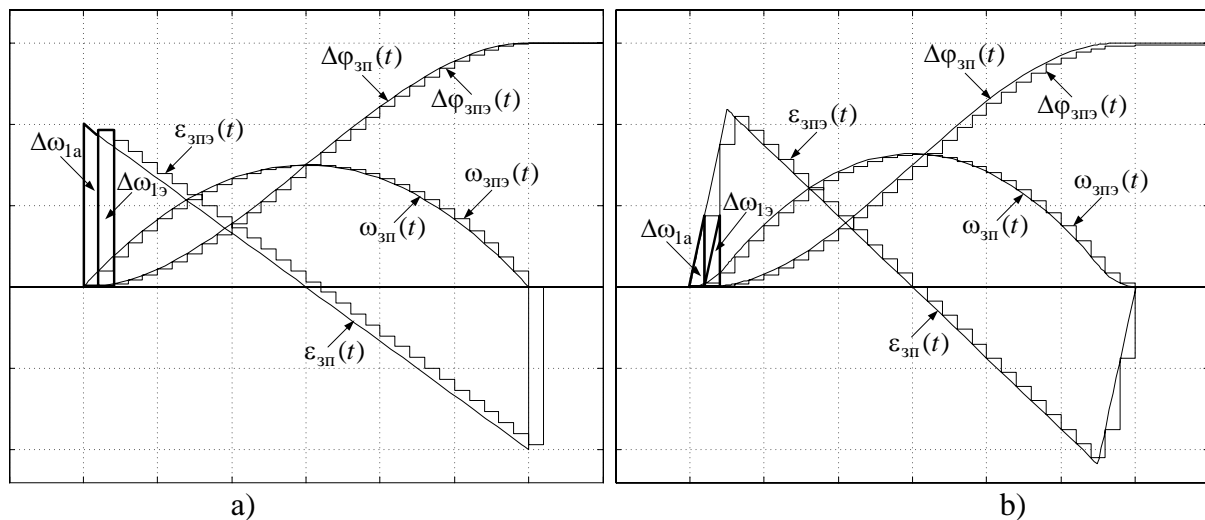 Δφзп(t)
Δφзпэ(t)
εзпэ(t)
Δω1а
Δω1э
ωзпэ(t)
ωзп(t)
εзп(t)
a)
Δφзп(t)
Δφзпэ(t)
εзпэ(t)
Δω1а
Δω1э
ωзпэ(t)
ωзп(t)
εзп(t)
b)